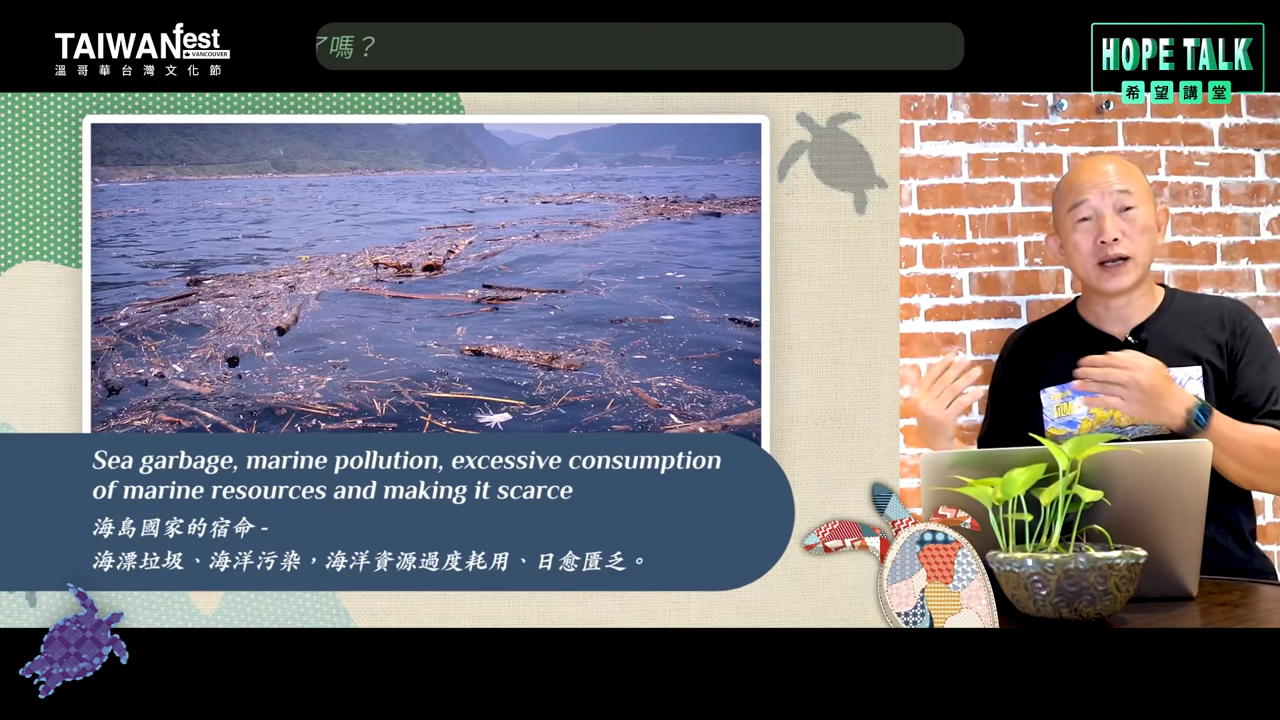 TAIWANfest
VANCOUVER
溫哥華台灣文化節
嗎？
HOPE TALK
希望講堂
Sea garbage, marine pollution, excessive consumption
of marine resources and making it scarce
海島國家的宿命 -
海漂垃圾、海洋污染，海洋資源過度耗用、日愈匱乏。